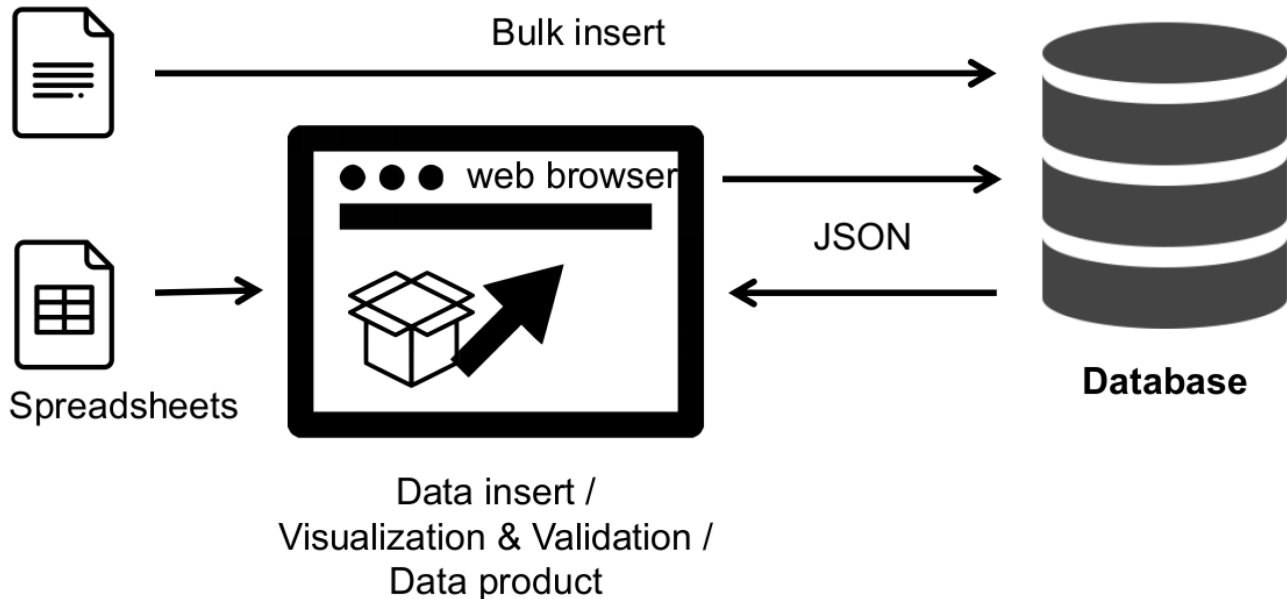 Bulk insert
web browser
JSON
Spreadsheets
Database
Data insert /
Visualization & Validation /
Data product